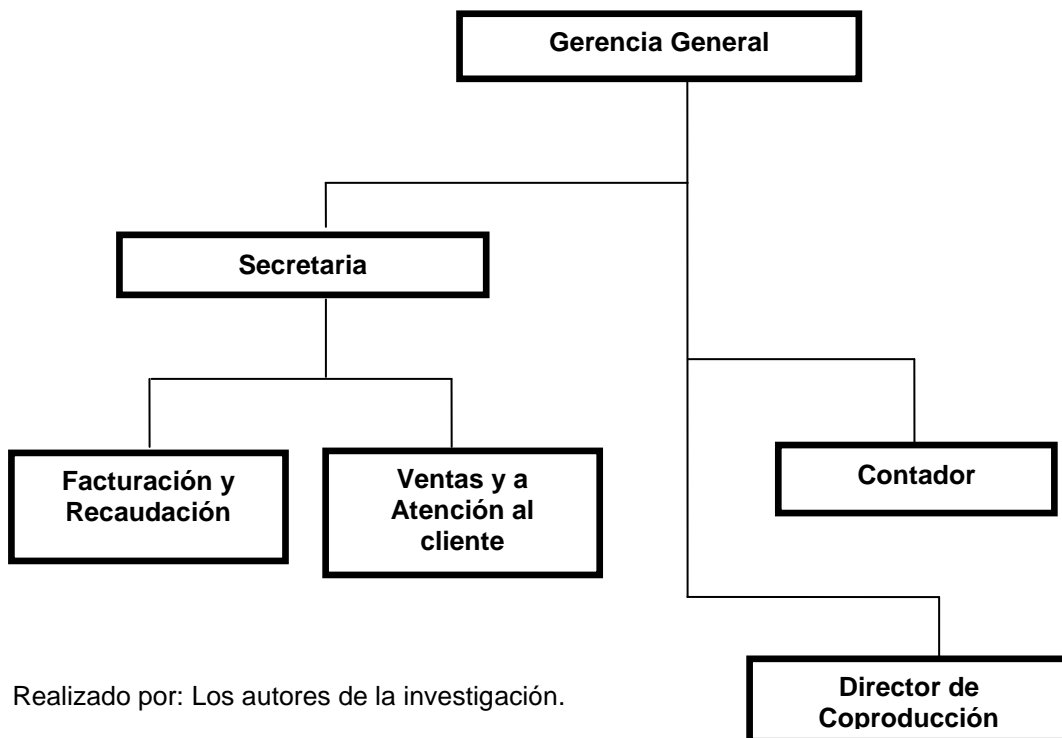 Gerencia General
Secretaria
Facturación y
Recaudación
Ventas y a
Atención al
cliente
Contador
Director de
Coproducción
Realizado por: Los autores de la investigación.